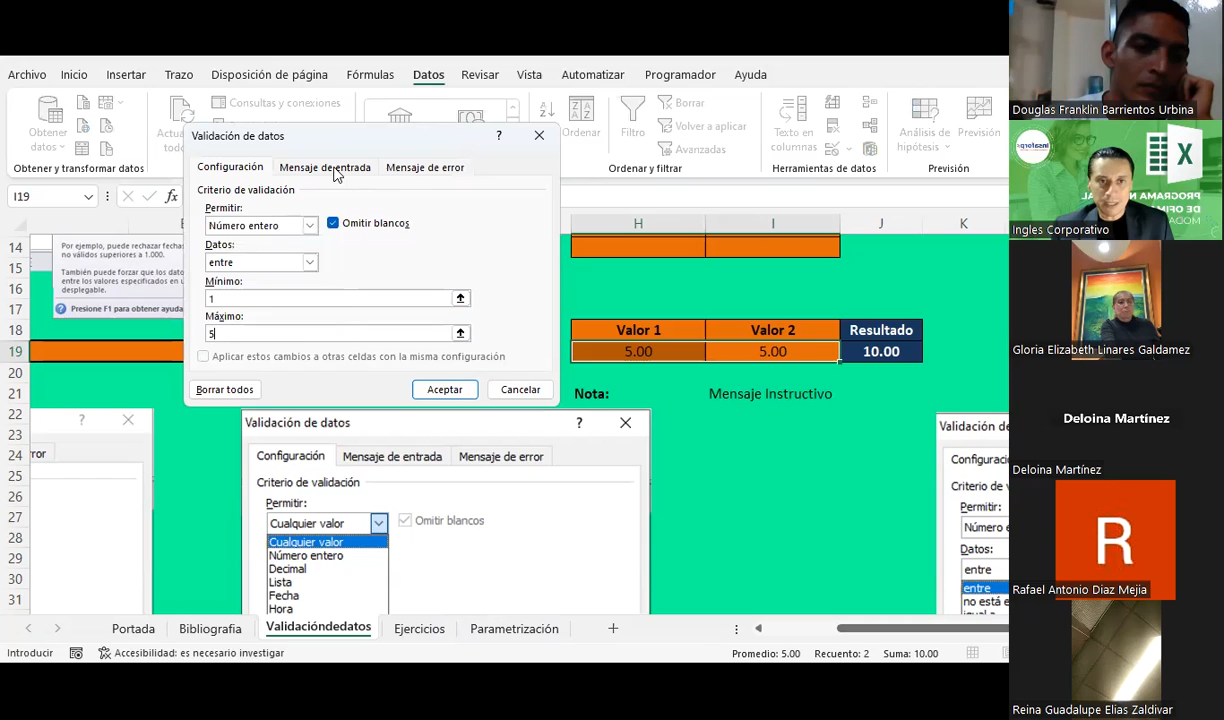 Archivo Inicio Insertar Trazo Disposición de página Fórmulas Datos Revisar Vista Automatizar Programador Ayuda
Obtener datos
Consultas y conexiones
Borrar
Volver a aplicar
Avanzadas
Ordenar
Filtro
Texto en columnas
Análisis de
Previsión
Obtener y transformar datos
Ordenar y filtrar
Herramientas de datos
Previsión
I19
fx
H I J K
Validación de datos
?
Configuración Mensaje de entrada Mensaje de error
Criterio de validación
Permitir:
Número entero
Omitir blancos
Datos:
entre
Mínimo:
1
Máximo:
5
Aplicar estos cambios a otras celdas con la misma configuración
Borrar todos Aceptar Cancelar
14
15
16
17
18
19
20
21
22
23
24
25
26
27
28
29
30
31
Por ejemplo, puede rechazar fechas
no válidos superiores a 1.000.
También puede forzar que los datos
entre los valores especificados en u
desplegable.
Presione F1 para obtener ayuda
Valor 1 Valor 2 Resultado
5.00 5.00 10.00
Nota: Mensaje Instructivo
?
ror
Validación de datos
?
Configuración Mensaje de entrada Mensaje de error
Criterio de validación
Permitir:
Cualquier valor
Omitir blancos
Cualquier valor
Número entero
Decimal
Lista
Fecha
Hora
Validación de datos
Configuración
Criterio de validación
Permitir:
Número e
Datos:
entre
entre
no está e
Portada Bibliografia Validacióndedatos Ejercicios Parametrización
Introducir Accesibilidad: es necesario investigar Promedio: 5.00 Recuento: 2 Suma: 10.00
Douglas Franklin Barrientos Urbina
Insaforp
X
PROGRAMA NA
DE OFIM
MODA
Ingles Corporativo
Gloria Elizabeth Linares Galdamez
Deloina Martínez
Deloina Martínez
R
Rafael Antonio Diaz Mejia
Reina Guadalupe Elias Zaldivar